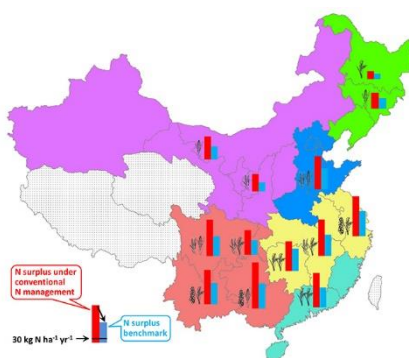 N surplus under
conventional
N management
N surplus
benchmark
30 kg N ha⁻¹ yr⁻¹